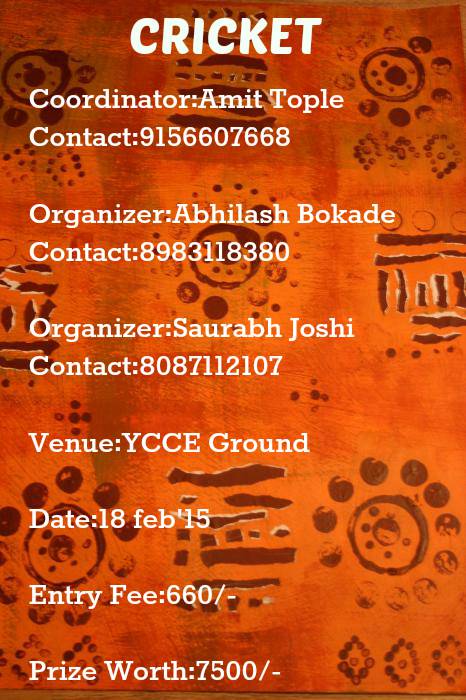 CRICKET
Coordinator:Amit Tople
Contact:9156607668
Organizer:Abhilash Bokade
Contact:8983118380
Organizer:Saurabh Joshi
Contact:8087112107
Venue:YCCE Ground
Date:18 feb'15
Entry Fee:660/-
Prize Worth:7500/-